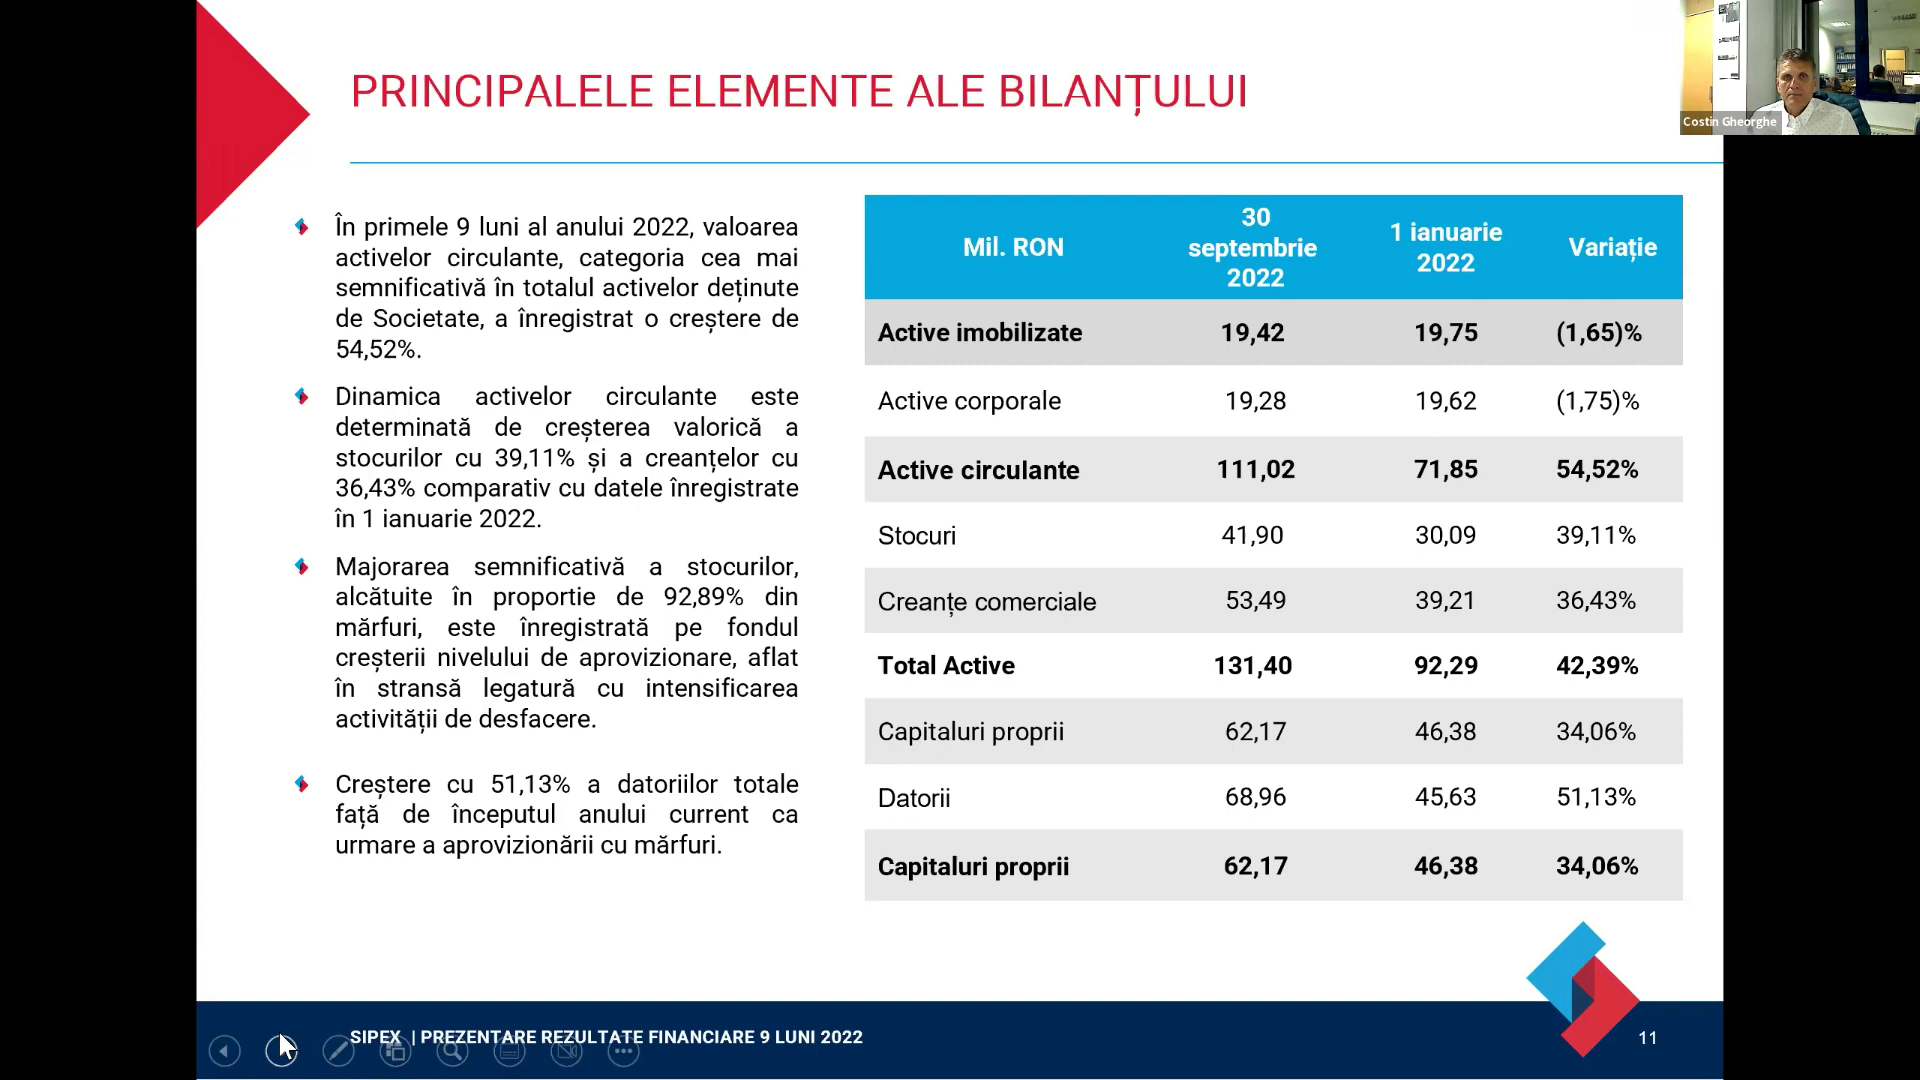 PRINCIPALELE ELEMENTE ALE BILANȚULUI
Costin Gheorghe
În primele 9 luni al anului 2022, valoarea
activelor circulante, categoria cea mai
semnificativă în totalul activelor deținute
de Societate, a înregistrat o creștere de
54,52%.
Dinamica activelor circulante este
determinată de creșterea valorică a
stocurilor cu 39,11% și a creanțelor cu
36,43% comparativ cu datele înregistrate
în 1 ianuarie 2022.
Majorarea semnificativă a stocurilor,
alcătuite în proporție de 92,89% din
mărfuri, este înregistrată pe fondul
creșterii nivelului de aprovizionare, aflat
în stransă legatură cu intensificarea
activității de desfacere.
Creștere cu 51,13% a datoriilor totale
față de începutul anului current ca
urmare a aprovizionării cu mărfuri.
Mil. RON 30 septembrie 2022 1 ianuarie 2022 Variație
Active imobilizate 19,42 19,75 (1,65)%
Active corporale 19,28 19,62 (1,75)%
Active circulante 111,02 71,85 54,52%
Stocuri 41,90 30,09 39,11%
Creanțe comerciale 53,49 39,21 36,43%
Total Active 131,40 92,29 42,39%
Capitaluri proprii 62,17 46,38 34,06%
Datorii 68,96 45,63 51,13%
Capitaluri proprii 62,17 46,38 34,06%
SIPEX | PREZENTARE REZULTATE FINANCIARE 9 LUNI 2022
11